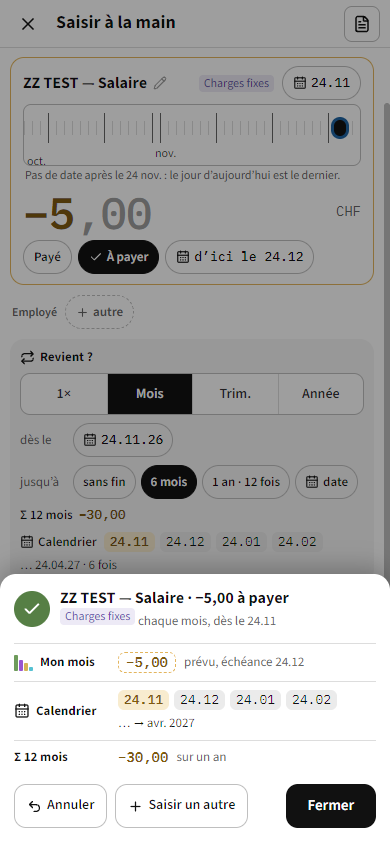 Saisir à la main
ZZ TEST — Salaire
Charges fixes
24.11
oct.
nov.
Pas de date après le 24 nov. : le jour d'aujourd'hui est le dernier.
−5,00
CHF
Payé
À payer
d'ici le 24.12
Employé
autre
Revient ?
1×
Mois
Trim.
Année
dès le
24.11.26
jusqu'à
sans fin
6 mois
1 an · 12 fois
date
Σ 12 mois −30,00
Calendrier 24.11 24.12 24.01 24.02
… 24.04.27 · 6 fois
ZZ TEST — Salaire · −5,00 à payer
Charges fixes chaque mois, dès le 24.11
Mon mois −5,00 prévu, échéance 24.12
Calendrier 24.11 24.12 24.01 24.02
… → avr. 2027
Σ 12 mois −30,00 sur un an
Annuler
Saisir un autre
Fermer